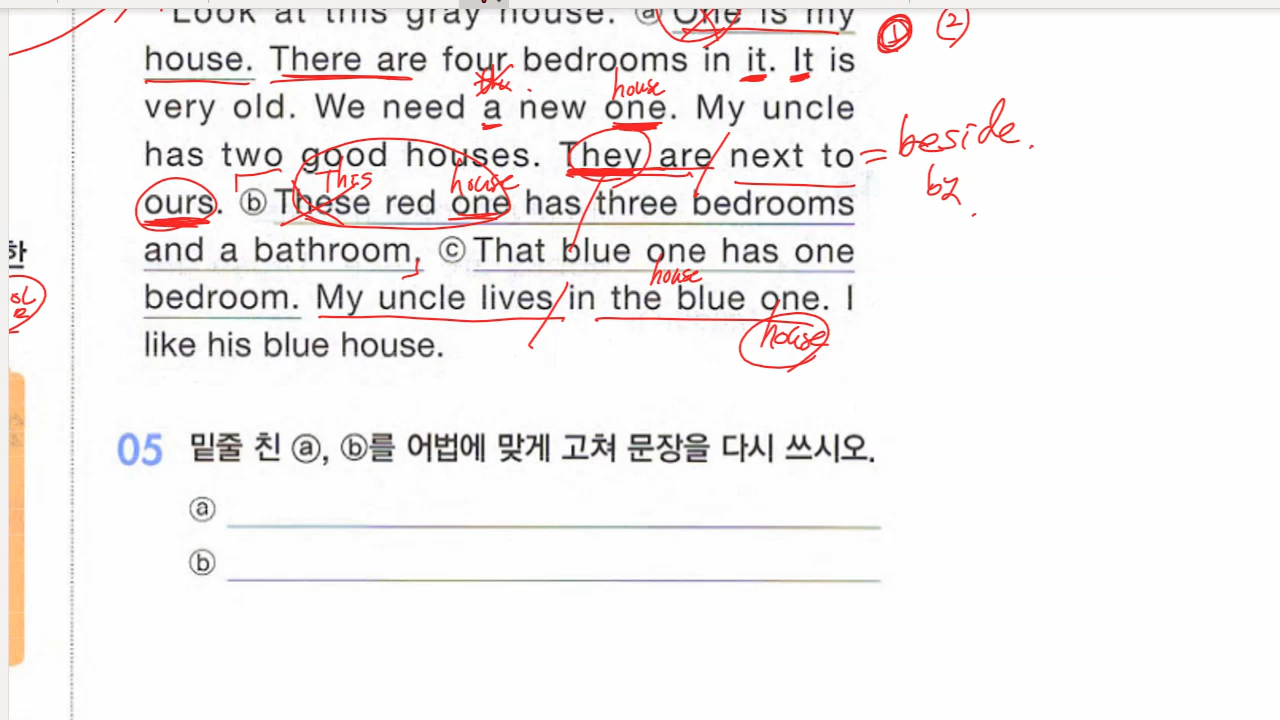 Look at this gray house. ⓐ One is my ① ②
house. There are four bedrooms in it. It is
house
very old. We need a new one. My uncle
has two good houses. They are next to = beside.
by
This house
ours. ⓑ These red one has three bedrooms
한
and a bathroom, ⓒ That blue one has one
house
bedroom. My uncle lives in the blue one. I
house
like his blue house.
05 밑줄 친 ⓐ, ⓑ를 어법에 맞게 고쳐 문장을 다시 쓰시오.
ⓐ
ⓑ